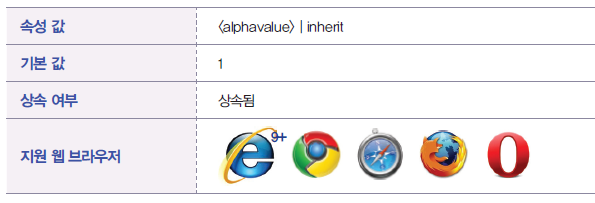 속성 값 〈alphavalue〉 | inherit
기본 값 1
상속 여부 상속됨
지원 웹 브라우저 9+